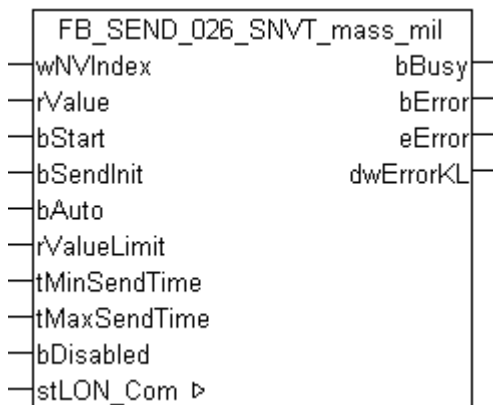 FB_SEND_026_SNVT_mass_mil
wNVIndex bBusy
rValue bError
bStart eError
bSendInit dwErrorKL
bAuto
rValueLimit
tMinSendTime
tMaxSendTime
bDisabled
stLON_Com ▷